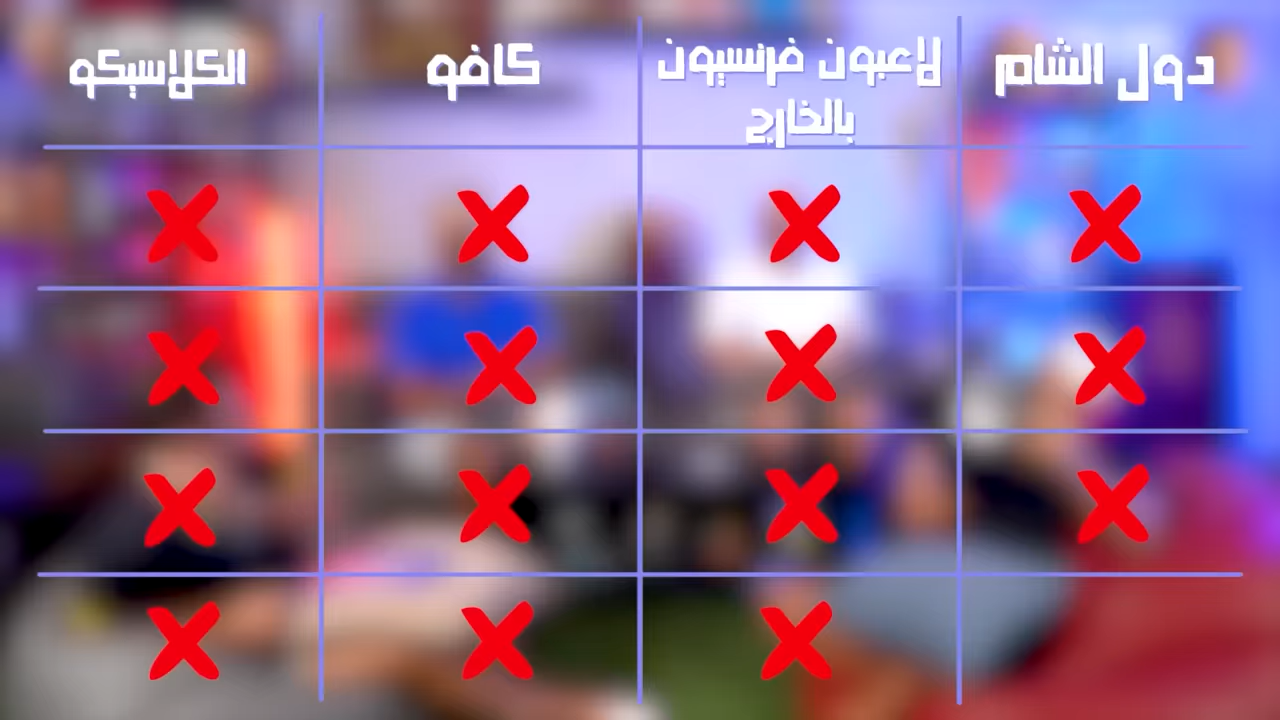 دول الشام
لاعبون فرنسيون
بالخارج
كافو
الكلاسيكو